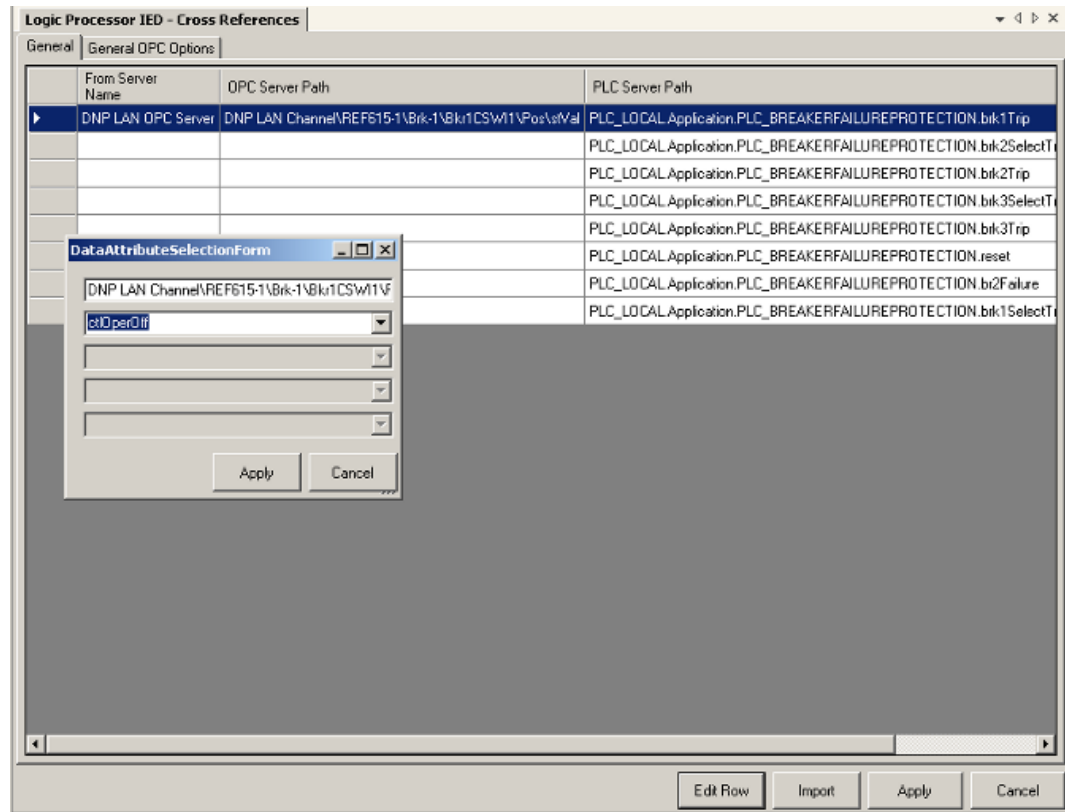 Logic Processor IED - Cross References
General General OPC Options
From Server Name OPC Server Path PLC Server Path
DNP LAN OPC Server DNP LAN Channel\REF615-1\Brk-1\Bkr1CSWI1\Pos\stVal PLC_LOCAL.Application.PLC_BREAKERFAILUREPROTECTION.brk1Trip
PLC_LOCAL.Application.PLC_BREAKERFAILUREPROTECTION.brk2SelectTr
PLC_LOCAL.Application.PLC_BREAKERFAILUREPROTECTION.brk2Trip
PLC_LOCAL.Application.PLC_BREAKERFAILUREPROTECTION.brk3SelectTr
PLC_LOCAL.Application.PLC_BREAKERFAILUREPROTECTION.brk3Trip
PLC_LOCAL.Application.PLC_BREAKERFAILUREPROTECTION.reset
PLC_LOCAL.Application.PLC_BREAKERFAILUREPROTECTION.br2Failure
PLC_LOCAL.Application.PLC_BREAKERFAILUREPROTECTION.brk1SelectTr
DataAttributeSelectionForm
DNP LAN Channel\REF615-1\Brk-1\Bkr1CSWI1\P
ctlOperOff
Apply Cancel
Edit Row Import Apply Cancel